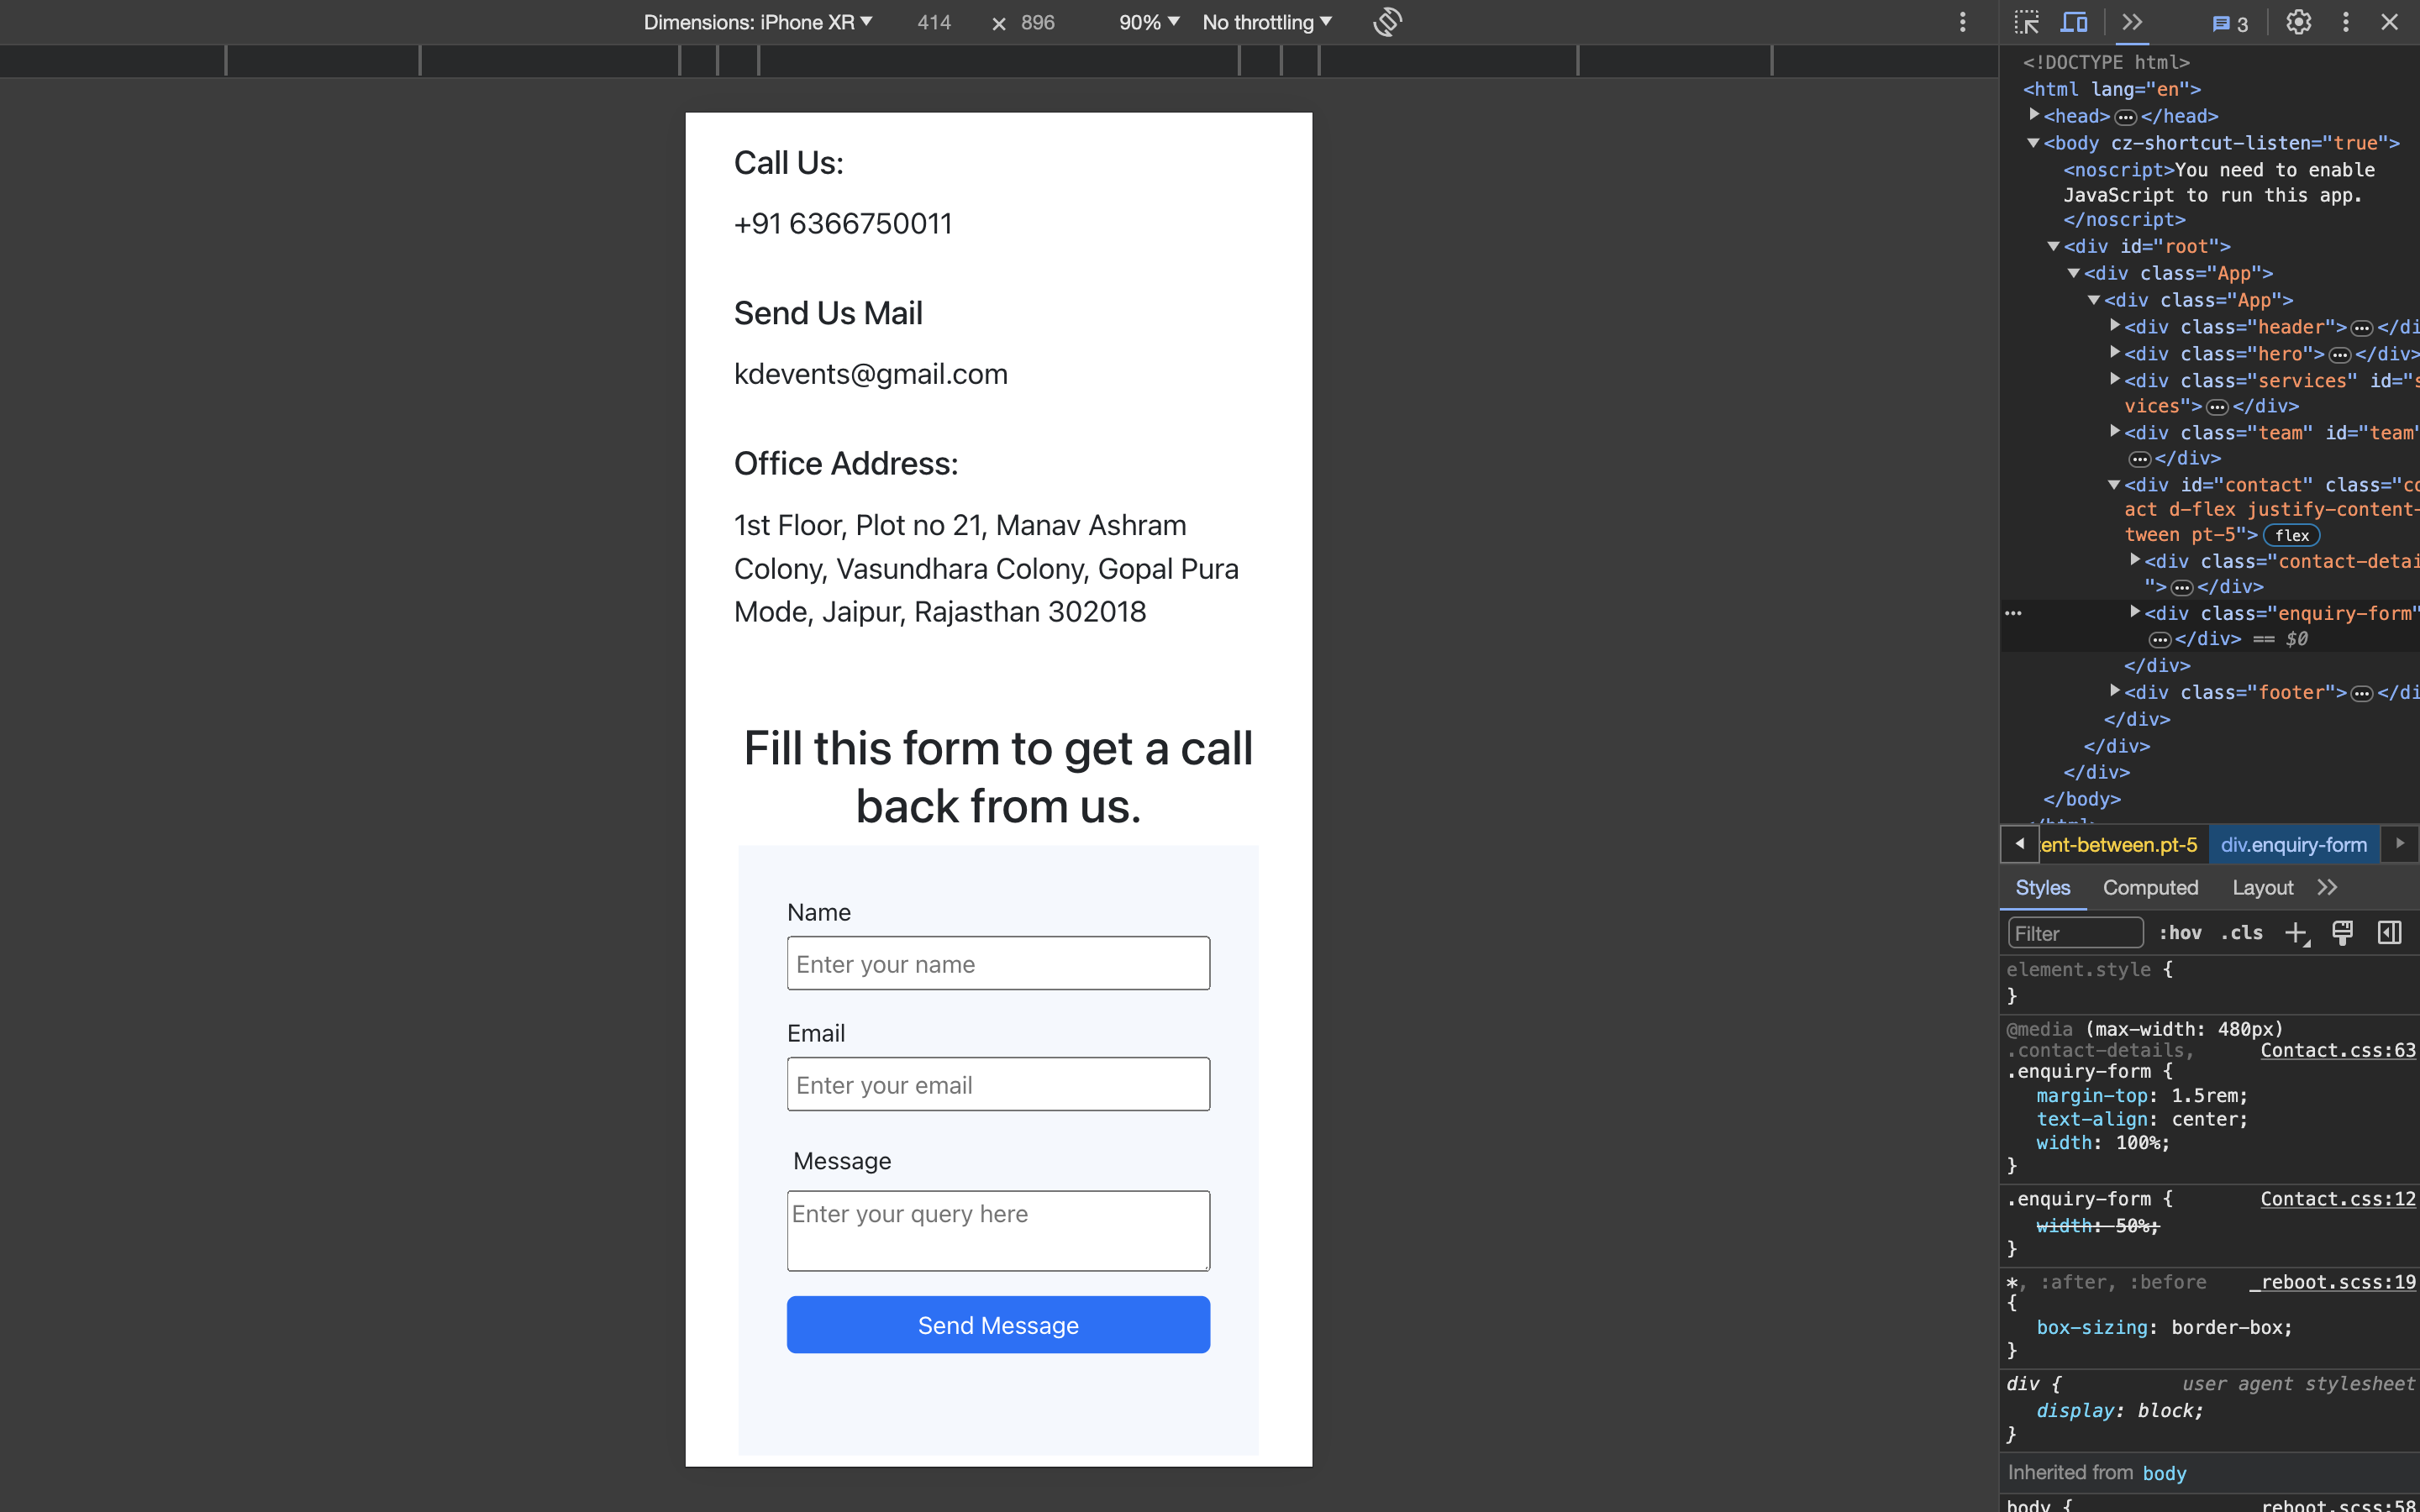 Dimensions: iPhone XR 414 × 896 90% No throttling
3
Call Us:
+91 6366750011
Send Us Mail
kdevents@gmail.com
Office Address:
1st Floor, Plot no 21, Manav Ashram
Colony, Vasundhara Colony, Gopal Pura
Mode, Jaipur, Rajasthan 302018
Fill this form to get a call
back from us.
Name
Enter your name
Email
Enter your email
Message
Enter your query here
Send Message
<!DOCTYPE html>
<html lang="en">
<head>…</head>
<body cz-shortcut-listen="true">
<noscript>You need to enable
JavaScript to run this app.
</noscript>
<div id="root">
<div class="App">
<div class="App">
<div class="header">…</di
<div class="hero">…</div>
<div class="services" id="s
vices">…</div>
<div class="team" id="team"
…</div>
<div id="contact" class="co
act d-flex justify-content-
tween pt-5"> flex
<div class="contact-detai
">…</div>
<div class="enquiry-form"
…</div> == $0
</div>
<div class="footer">…</di
</div>
</div>
</div>
</body>
ent-between.pt-5 div.enquiry-form
Styles Computed Layout
Filter :hov .cls
element.style {
}
@media (max-width: 480px)
.contact-details, Contact.css:63
.enquiry-form {
margin-top: 1.5rem;
text-align: center;
width: 100%;
}
.enquiry-form { Contact.css:12
width: 50%;
}
*, :after, :before _reboot.scss:19
{
box-sizing: border-box;
}
div { user agent stylesheet
display: block;
}
Inherited from body
body { reboot.scss:58